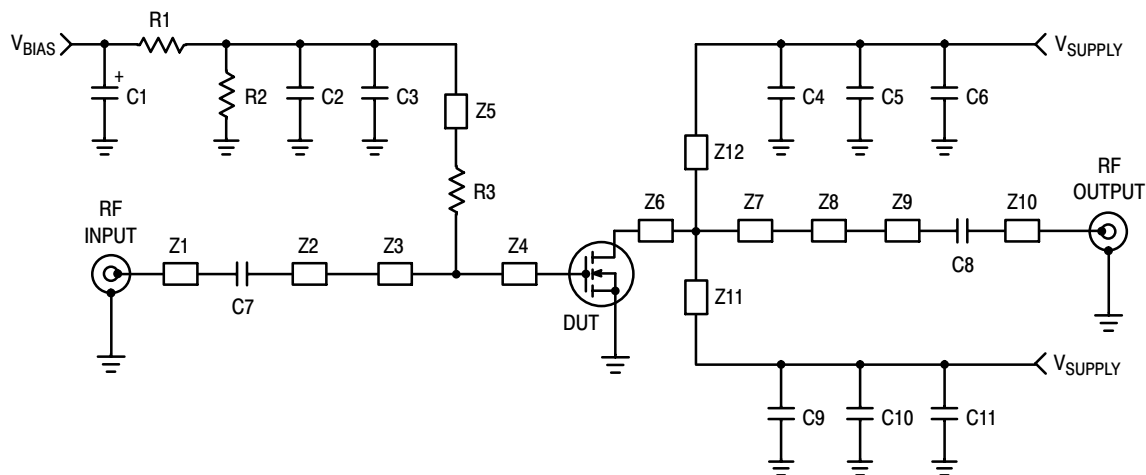 R1
V_BIAS
V_SUPPLY
+
C1
R2
C2
C3
Z5
C4
C5
C6
Z12
R3
RF
INPUT
RF
OUTPUT
Z1
Z2
Z3
Z4
Z6
Z7
Z8
Z9
Z10
C7
C8
DUT
Z11
V_SUPPLY
C9
C10
C11